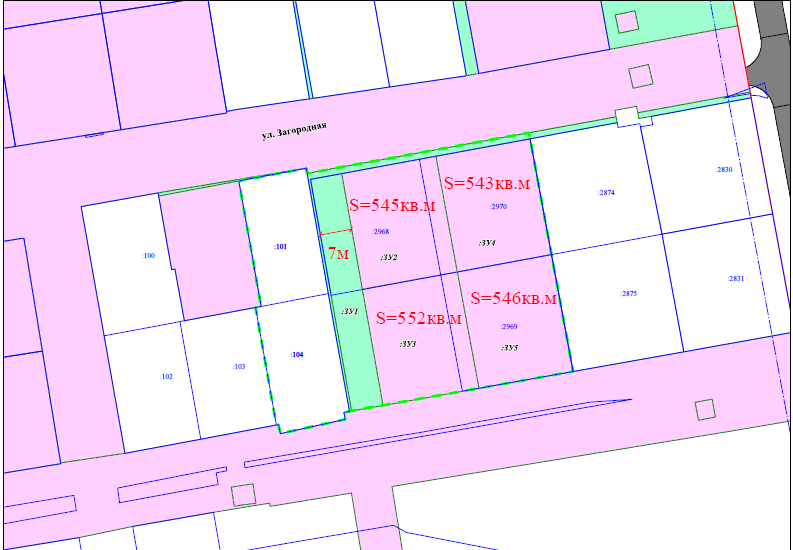 ул. Загородная
S=545кв.м
S=543кв.м
:2968
:2970
:2874
:2830
:100
:101
7м
:ЗУ2
:ЗУ4
:ЗУ1
S=552кв.м
S=546кв.м
:2969
:2875
:2831
:ЗУ3
:ЗУ5
:102
:103
:104